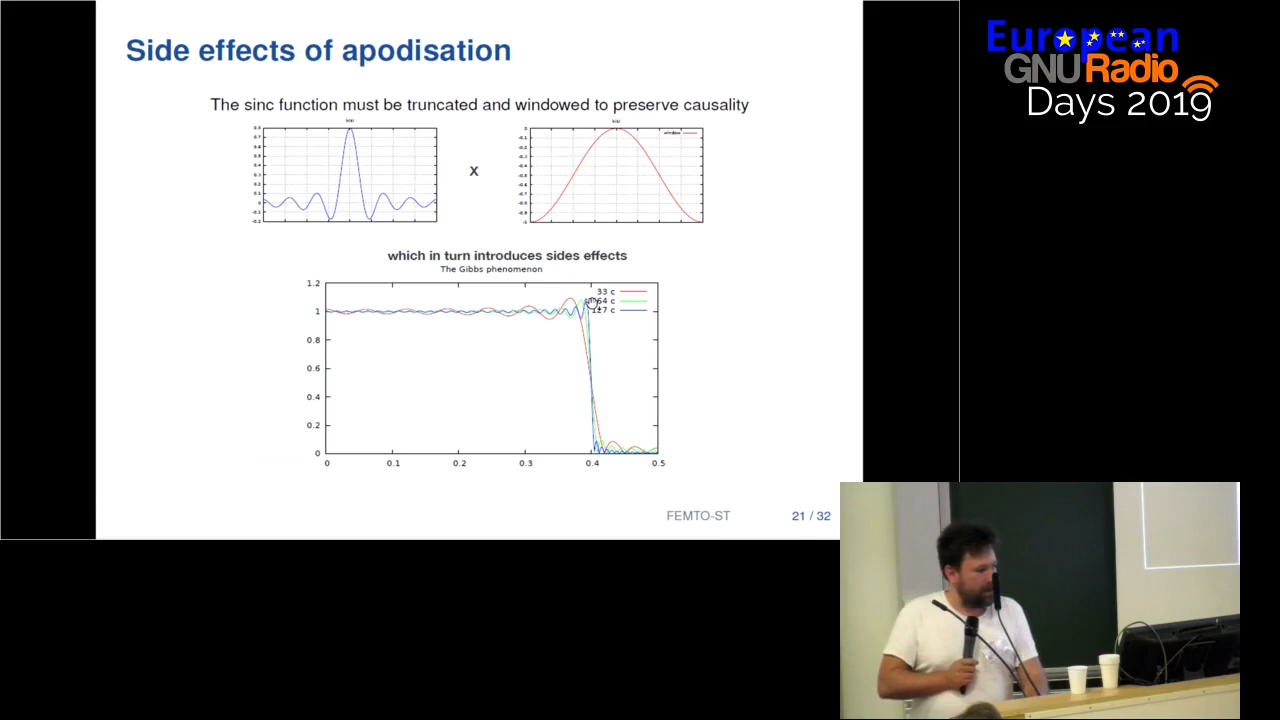 Side effects of apodisation
The sinc function must be truncated and windowed to preserve causality
x
which in turn introduces sides effects
The Gibbs phenomenon
1.2
1
0.8
0.6
0.4
0.2
0
0 0.1 0.2 0.3 0.4 0.5
33 c
64 c
FEMTO-ST 21 / 32
European
GNURadio
Days 2019